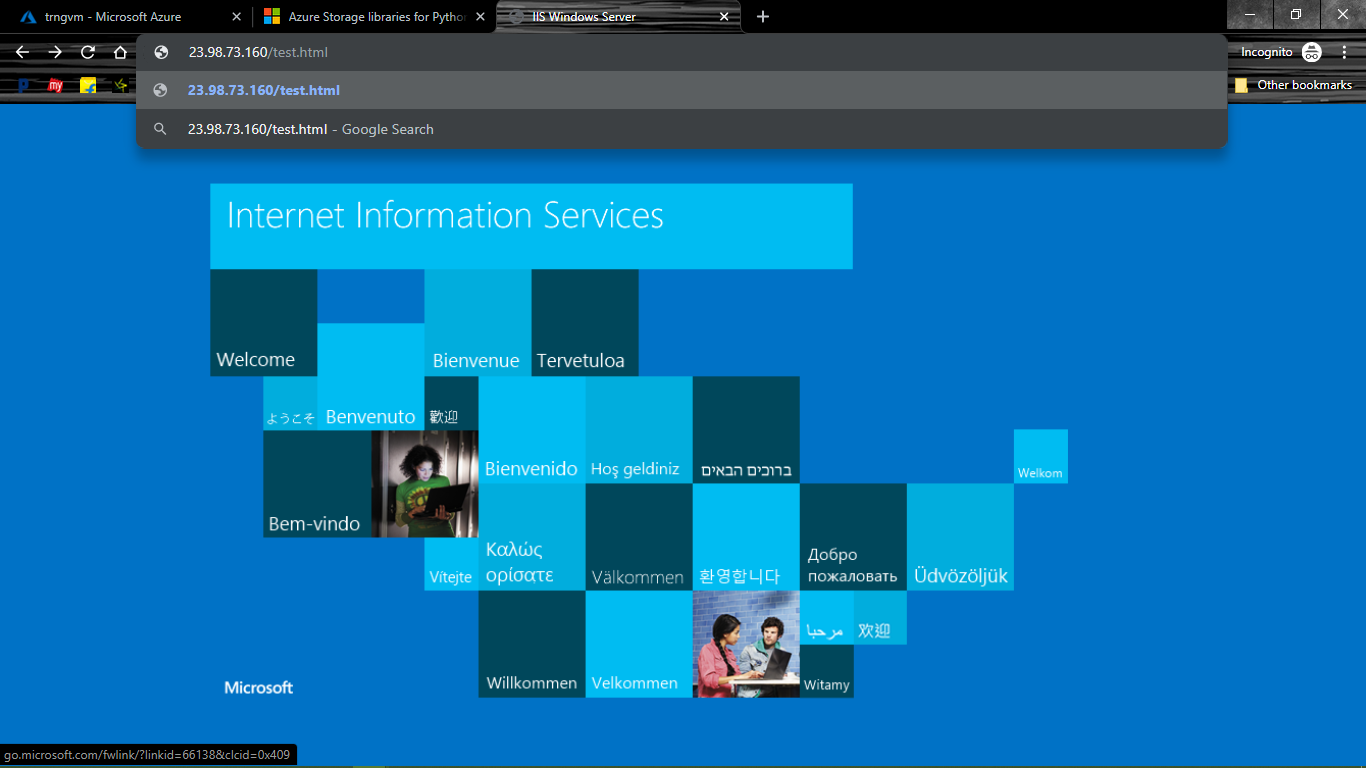 trngvm - Microsoft Azure
Azure Storage libraries for Pytho
IIS Windows Server
23.98.73.160/test.html
Incognito
23.98.73.160/test.html
my
Other bookmarks
23.98.73.160/test.html - Google Search
Internet Information Services
Welcome
Bienvenue
Tervetuloa
ようこそ
Benvenuto
歡迎
Bienvenido
Hoş geldiniz
ברוכים הבאים
Welkom
Bem-vindo
Vítejte
Καλώς
ορίσατε
Välkommen
환영합니다
Добро
пожаловать
Üdvözöljük
مرحبا
欢迎
Microsoft
Willkommen
Velkommen
Witamy
go.microsoft.com/fwlink/?linkid=66138&clcid=0x409